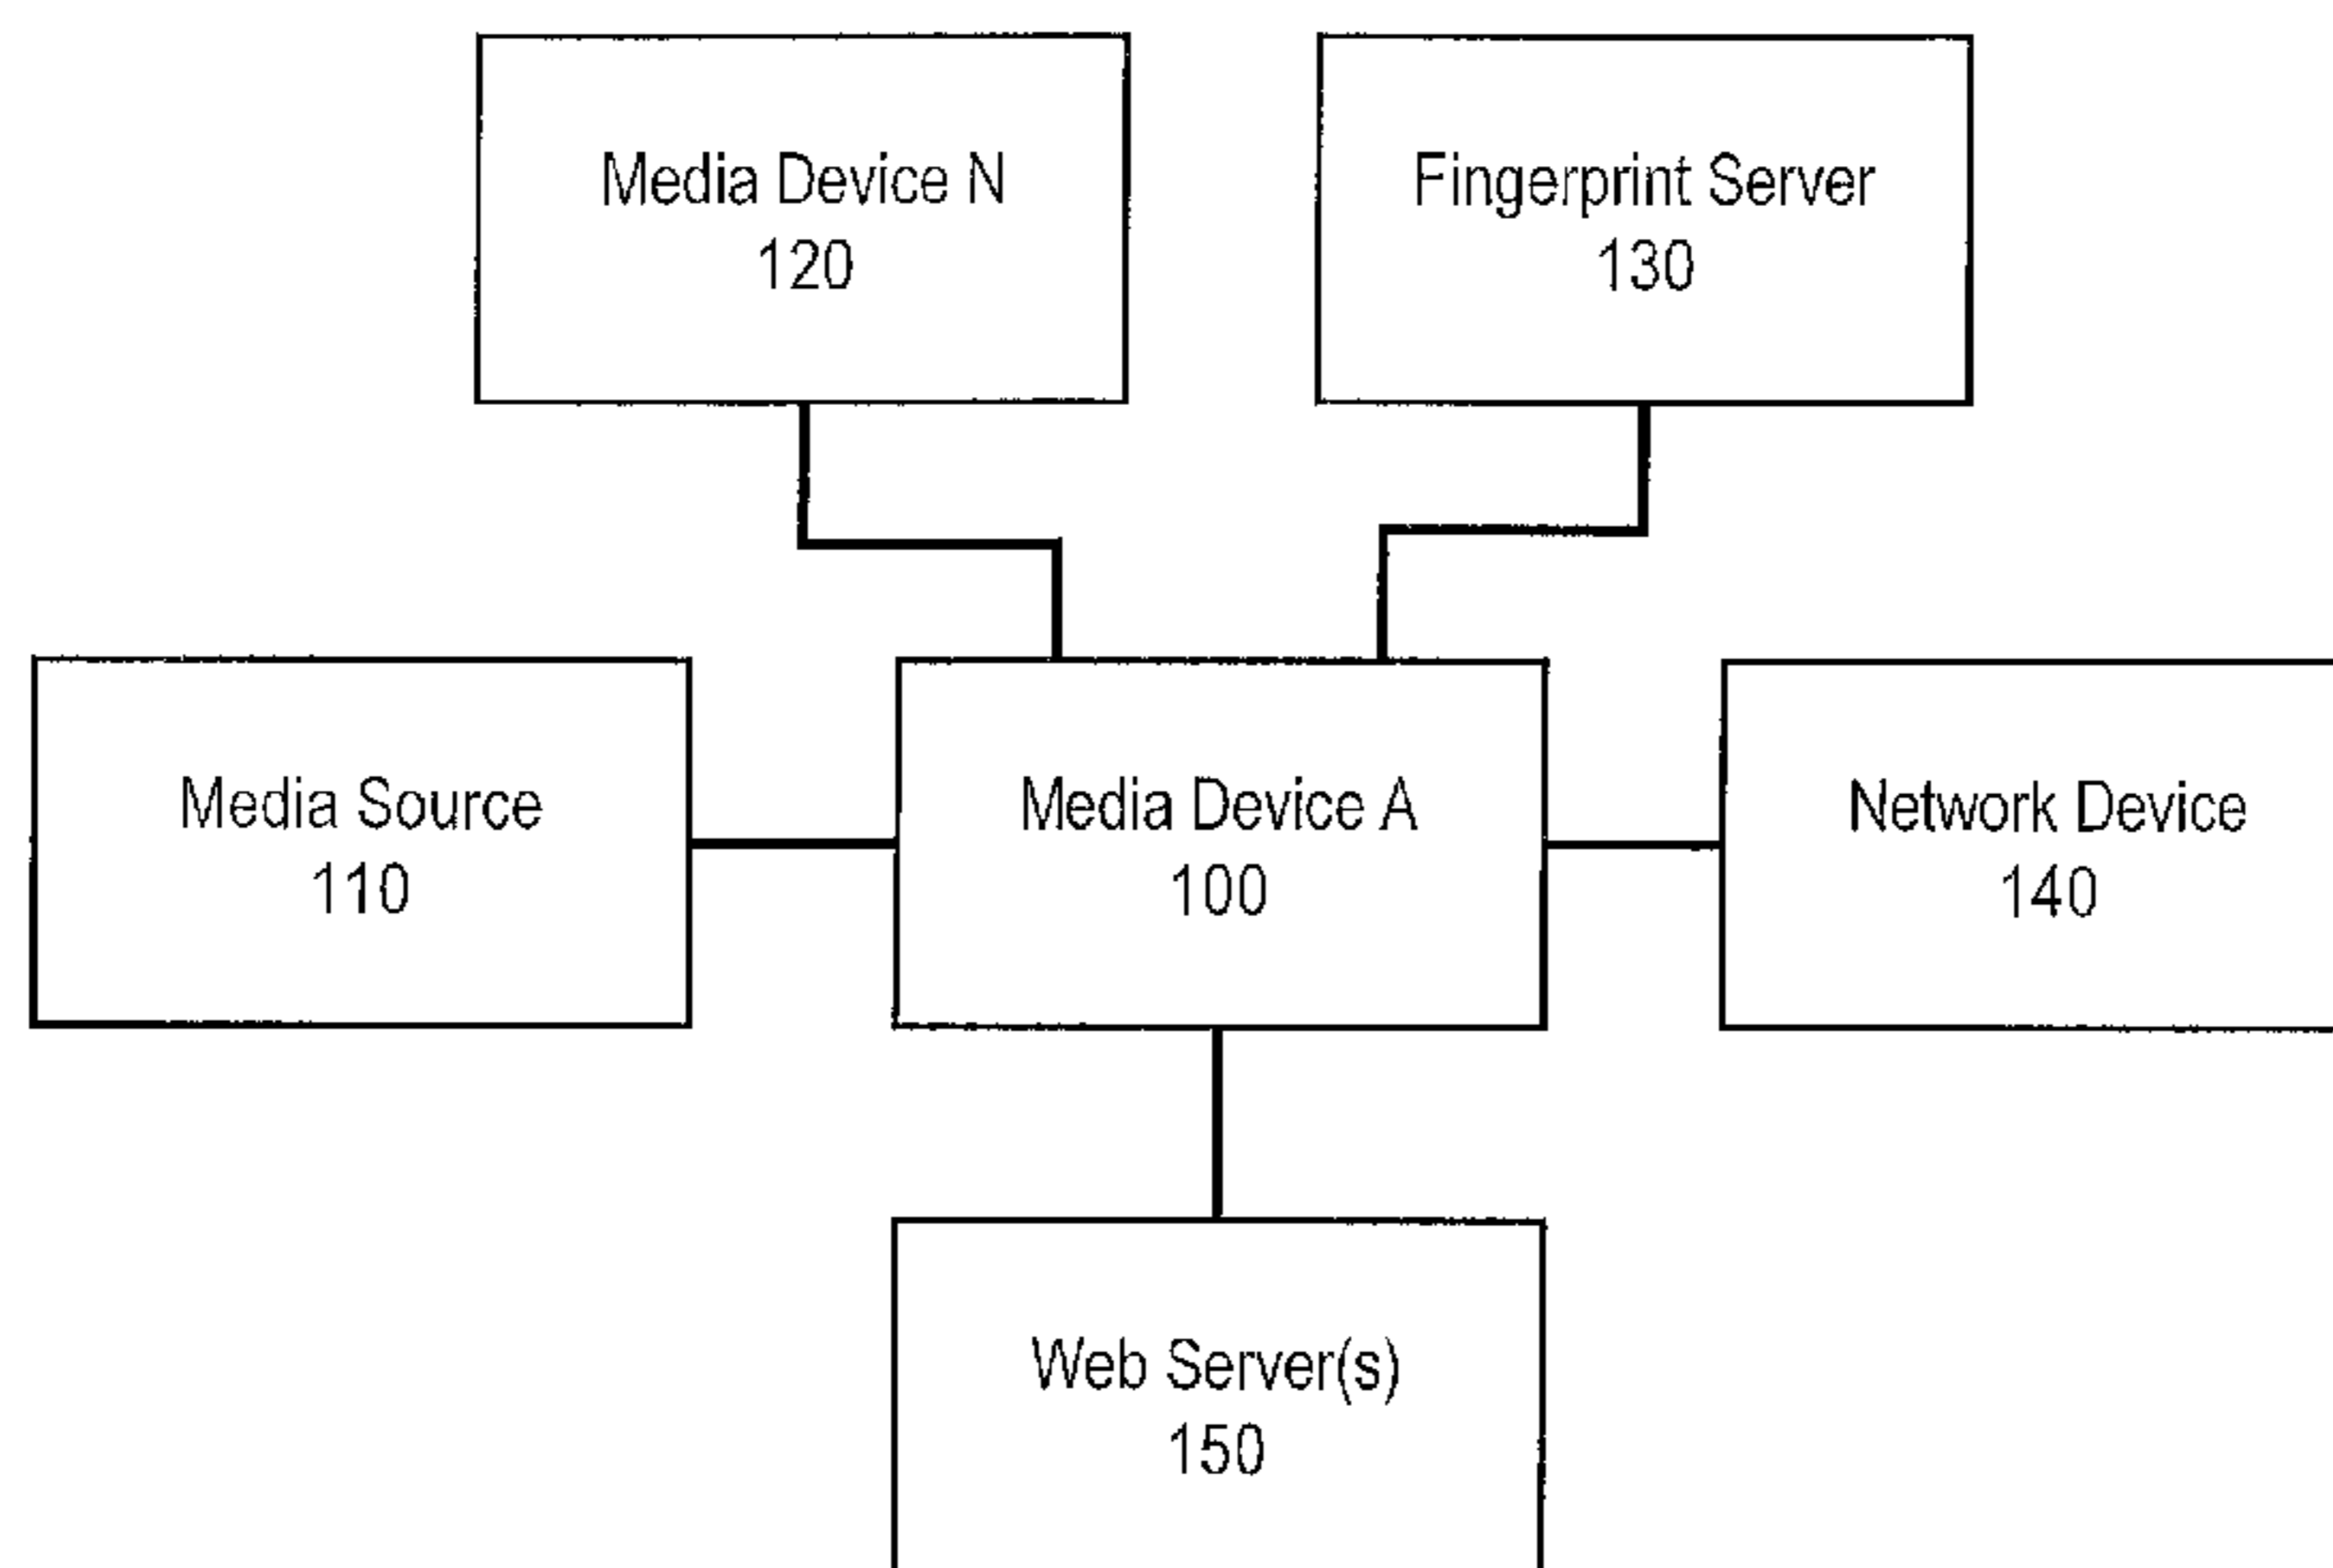 Media Device N
120
Fingerprint Server
130
Media Source
110
Media Device A
100
Network Device
140
Web Server(s)
150